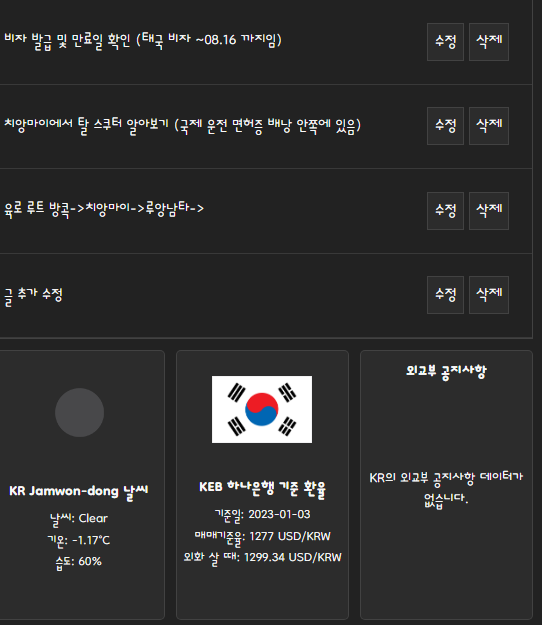 비자 발급 및 만료일 확인 (태국 비자 ~08.16 까지임)
수정 삭제
치앙마이에서 탈 스쿠터 알아보기 (국제 운전 면허증 배낭 안쪽에 있음)
수정 삭제
육로 루트 방콕->치앙마이->루앙남타->
수정 삭제
글 추가 수정
수정 삭제
KR Jamwon-dong 날씨
날씨: Clear
기온: -1.17°C
습도: 60%
KEB 하나은행 기준 환율
기준일: 2023-01-03
매매기준율: 1277 USD/KRW
외화 살 때: 1299.34 USD/KRW
외교부 공지사항
KR의 외교부 공지사항 데이터가
없습니다.